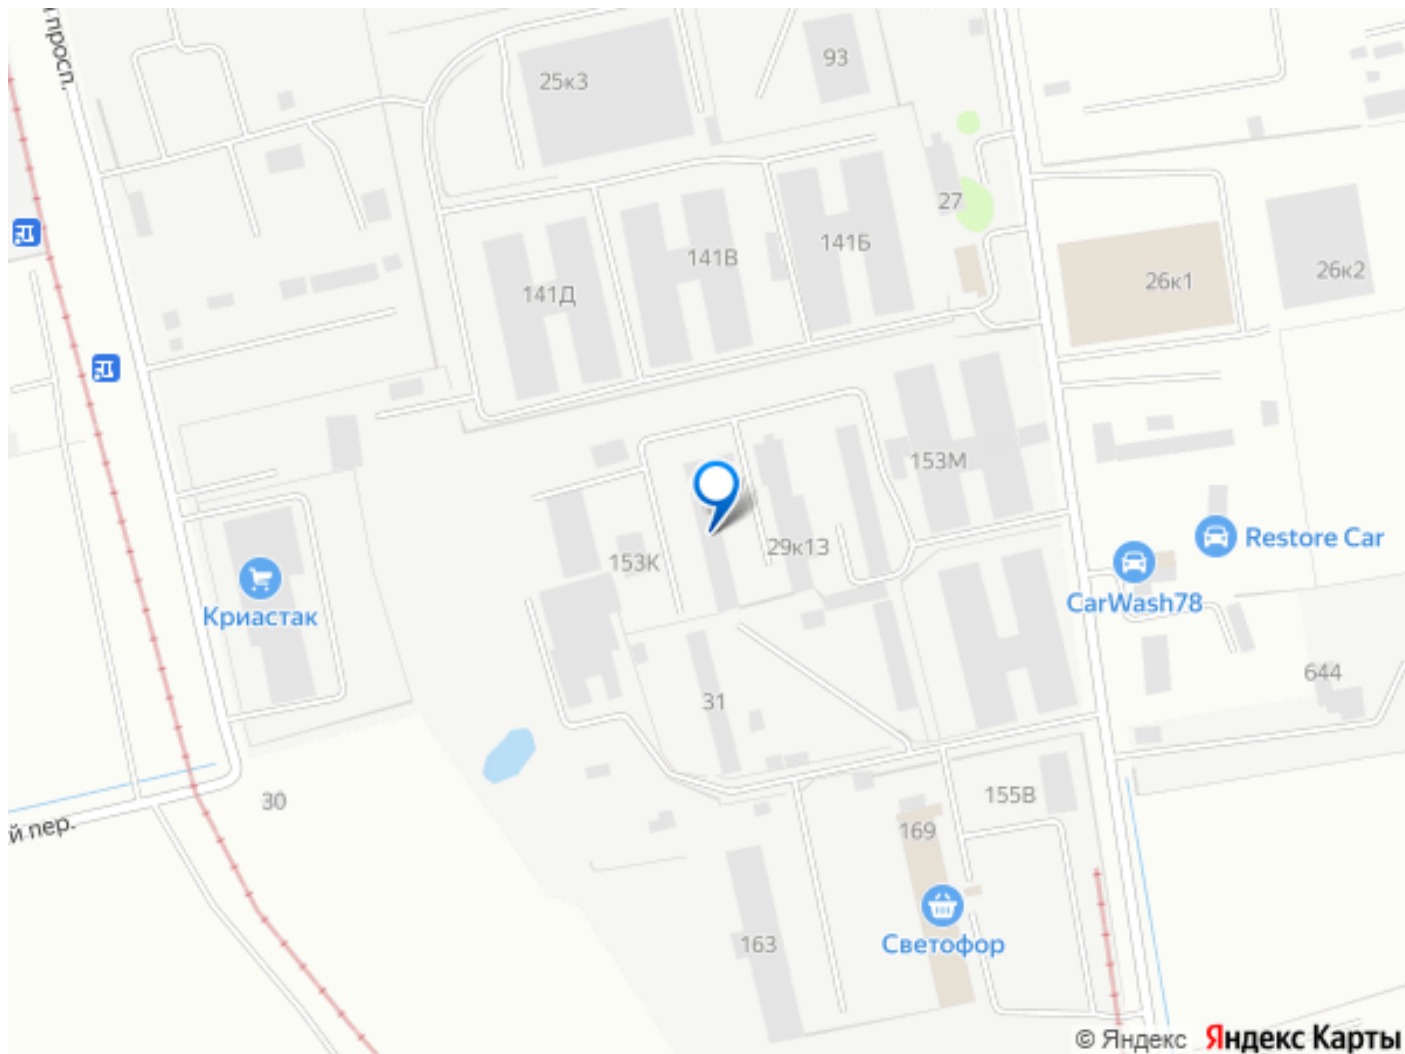 й просп.
93
25к3
27
141Б
141В
141Д
26к1
26к2
153М
29к13
153К
Restore Car
CarWash78
Криастак
644
31
30
155В
й пер.
169
163
Светофор
© Яндекс Яндекс Карты